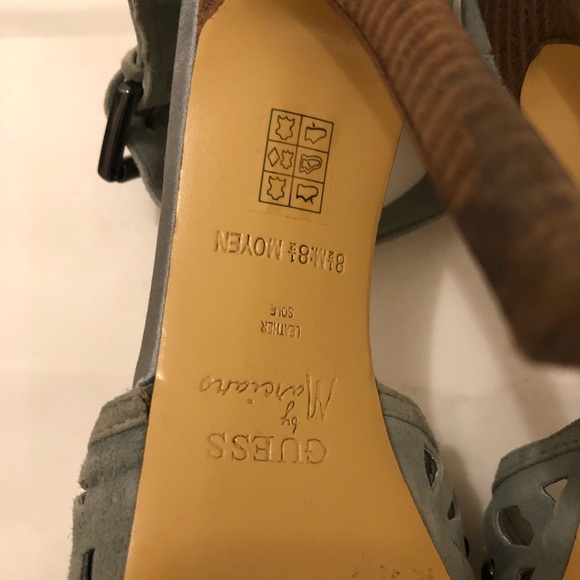 GUESS
by
Marciano
LEATHER
SOLE
8½M:8½ MOYEN